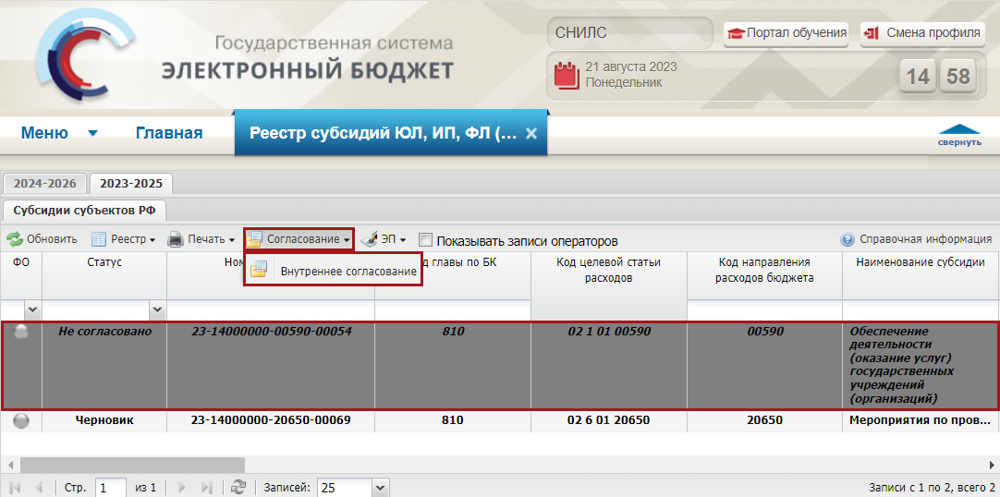 Государственная система
ЭЛЕКТРОННЫЙ БЮДЖЕТ
СНИЛС
Портал обучения
Смена профиля
21 августа 2023
Понедельник
14 58
Меню
Главная
Реестр субсидий ЮЛ, ИП, ФЛ (...
свернуть
2024-2026
2023-2025
Субсидии субъектов РФ
Обновить
Реестр
Печать
Согласование
ЭП
Показывать записи операторов
Справочная информация
Внутреннее согласование
ФО
Статус
Ном
д главы по БК
Код целевой статьи
расходов
Код направления
расходов бюджета
Наименование субсидии
Не согласовано
23-14000000-00590-00054
810
02 1 01 00590
00590
Обеспечение
деятельности
(оказание услуг)
государственных
учреждений
(организаций)
Черновик
23-14000000-20650-00069
810
02 6 01 20650
20650
Мероприятия по пров...
Стр.
1
из 1
Записей:
25
Записи с 1 по 2, всего 2